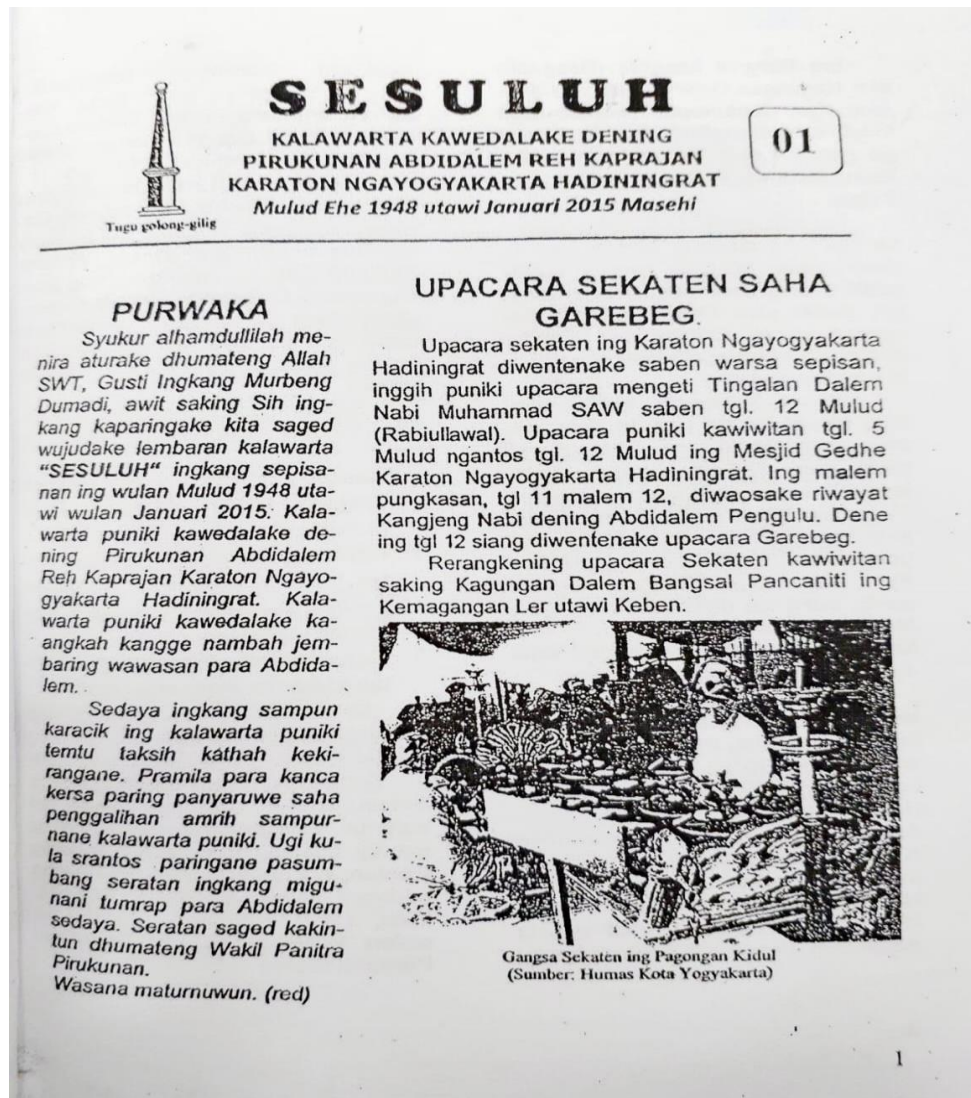 SESULUH
KALAWARTA KAWEDALAKE DENING
PIRUKUNAN ABDIDALEM REH KAPRAJAN
KARATON NGAYOGYAKARTA HADININGRAT
Mulud Ehe 1948 utawi Januari 2015 Masehi
01
Tugu golong-gilig
PURWAKA
Syukur alhamdullilah me-
nira aturake dhumateng Allah
SWT, Gusti Ingkang Murbeng
Dumadi, awit saking Sih ing-
kang kaparingake kita saged
wujudake lembaran kalawarta
“SESULUH“ ingkang sepisa-
nan ing wulan Mulud 1948 uta-
wi wulan Januari 2015. Kala-
warta puniki kawedalake de-
ning Pirukunan Abdidalem
Reh Kaprajan Karaton Ngayo-
gyakarta Hadiningrat. Kala-
warta puniki kawedalake ka-
angkah kangge nambah jem-
baring wawasan para Abdida-
lem.
Sedaya ingkang sampun
karacik ing kalawarta puniki
temtu taksih kathah keki-
rangane. Pramila para kanca
kersa paring panyaruwe saha
penggalihan amrih sampur-
nane kalawarta puniki. Ugi ku-
la srantos paringane pasum-
bang seratan ingkang migu-
nani tumrap para Abdidalem
sedaya. Seratan saged kakin-
tun dhumateng Wakil Panitra
Pirukunan.
Wasana maturnuwun. (red)
UPACARA SEKATEN SAHA
GAREBEG.
Upacara sekaten ing Karaton Ngayogyakarta
Hadiningrat diwentenake saben warsa sepisan,
inggih puniki upacara mengeti Tingalan Dalem
Nabi Muhammad SAW saben tgl. 12 Mulud
(Rabiullawal). Upacara puniki kawiwitan tgl. 5
Mulud ngantos tgl. 12 Mulud ing Mesjid Gedhe
Karaton Ngayogyakarta Hadiningrat. Ing malem
pungkasan, tgl 11 malem 12, diwaosake riwayat
Kangjeng Nabi dening Abdidalem Pengulu. Dene
ing tgl 12 siang diwentenake upacara Garebeg.
Rerangkening upacara Sekaten kawiwitan
saking Kagungan Dalem Bangsal Pancaniti ing
Kemagangan Ler utawi Keben.
Gangsa Sekaten ing Pagongan Kidul
(Sumber: Humas Kota Yogyakarta)
1